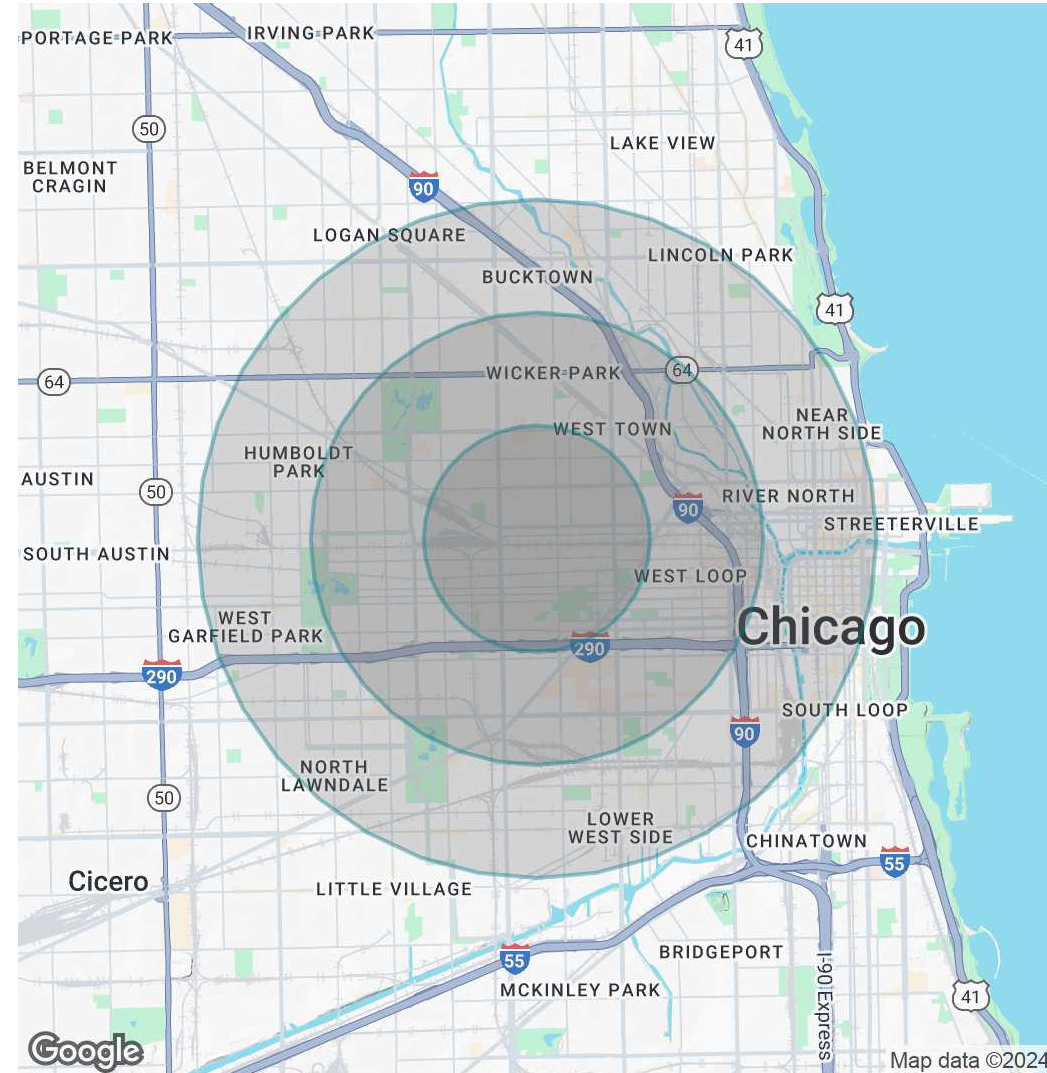 PORTAGE PARK
IRVING PARK
41
50
LAKE VIEW
BELMONT
CRAGIN
90
LOGAN SQUARE
LINCOLN PARK
BUCKTOWN
41
64
WICKER PARK
64
NEAR
NORTH SIDE
WEST TOWN
HUMBOLDT
PARK
AUSTIN
50
RIVER NORTH
90
STREETERVILLE
SOUTH AUSTIN
WEST LOOP
WEST
GARFIELD PARK
Chicago
290
290
SOUTH LOOP
90
NORTH
LAWNDALE
50
LOWER
WEST SIDE
CHINATOWN
55
Cicero
LITTLE VILLAGE
BRIDGEPORT
55
MCKINLEY PARK
I-90 Express
41
Google
Map data ©2024